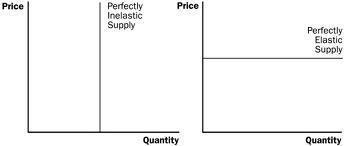 Price
Perfectly
Inelastic
Supply
Quantity
Price
Perfectly
Elastic
Supply
Quantity